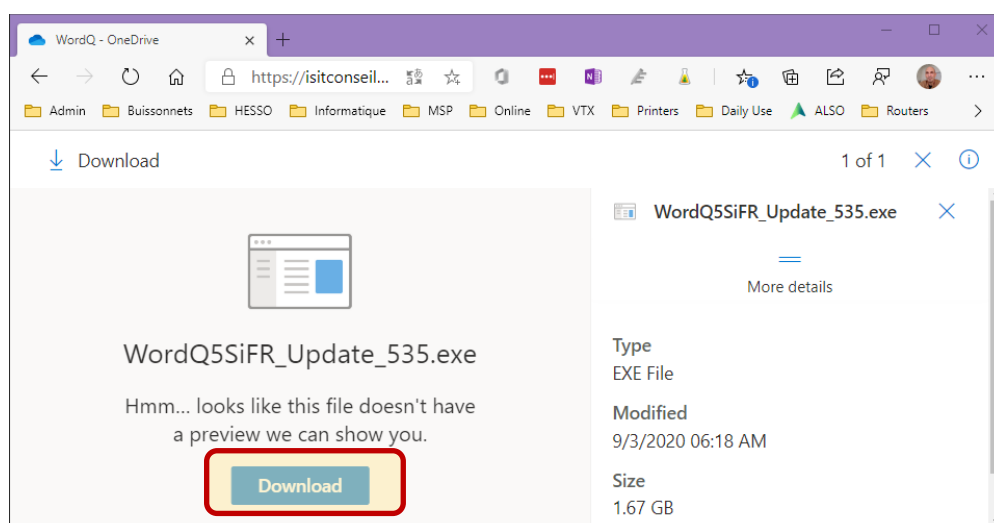 WordQ - OneDrive
https://isitconseil...
Admin Buissonnets HESSO Informatique MSP Online VTX Printers Daily Use ALSO Routers
Download 1 of 1
WordQ5SiFR_Update_535.exe
Hmm... looks like this file doesn't have
a preview we can show you.
Download
WordQ5SiFR_Update_535.exe
More details
Type
EXE File
Modified
9/3/2020 06:18 AM
Size
1.67 GB